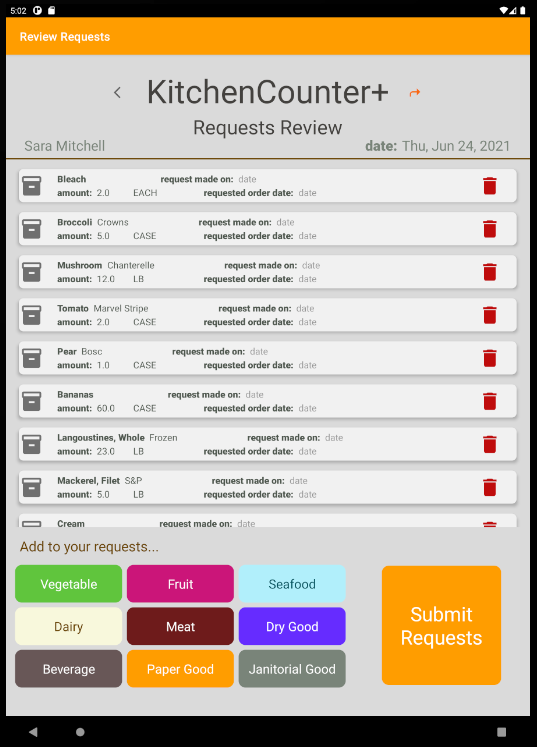 5:02
Review Requests
KitchenCounter+
Requests Review
Sara Mitchell date: Thu, Jun 24, 2021
Bleach request made on: date
amount: 2.0 EACH requested order date: date
Broccoli Crowns request made on: date
amount: 5.0 CASE requested order date: date
Mushroom Chanterelle request made on: date
amount: 12.0 LB requested order date: date
Tomato Marvel Stripe request made on: date
amount: 2.0 CASE requested order date: date
Pear Bosc request made on: date
amount: 1.0 CASE requested order date: date
Bananas request made on: date
amount: 60.0 CASE requested order date: date
Langoustines, Whole Frozen request made on: date
amount: 23.0 LB requested order date: date
Mackerel, Filet S&P request made on: date
amount: 5.0 LB requested order date: date
Cream request made on: date
Add to your requests...
Vegetable Fruit Seafood
Dairy Meat Dry Good
Beverage Paper Good Janitorial Good
Submit
Requests